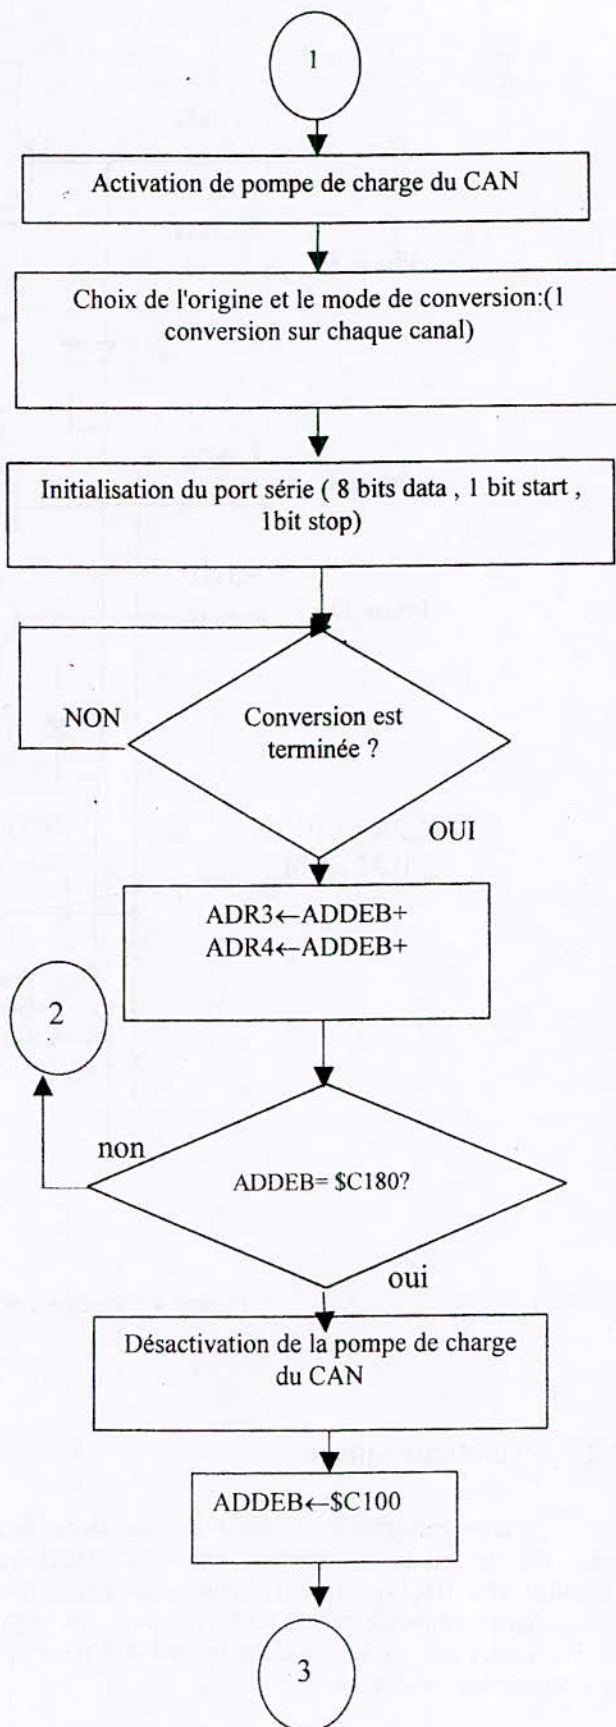 1
Activation de pompe de charge du CAN
Choix de l'origine et le mode de conversion:(1
conversion sur chaque canal)
Initialisation du port série ( 8 bits data , 1 bit start ,
1bit stop)
NON
Conversion est
terminée ?
OUI
ADR3←ADDEB+
ADR4←ADDEB+
2
non
ADDEB= $C180?
oui
Désactivation de la pompe de charge
du CAN
ADDEB←$C100
3